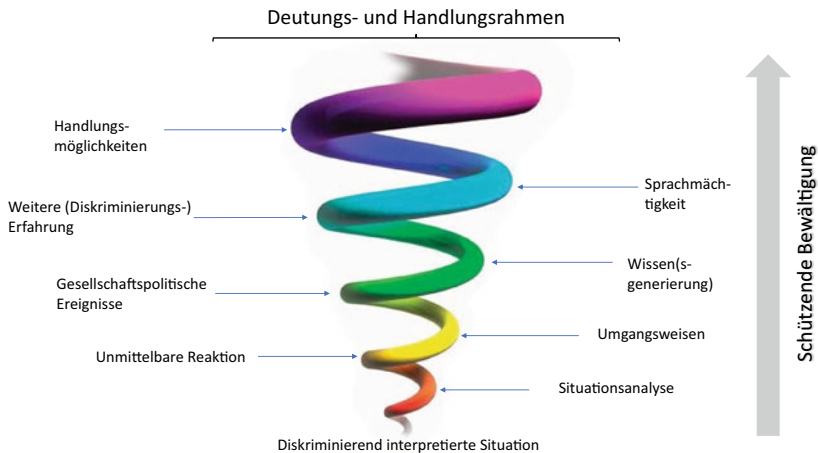 Deutungs- und Handlungsrahmen
Handlungs-
möglichkeiten
Sprachmäch-
tigkeit
Weitere (Diskriminierungs-)
Erfahrung
Wissen(s-
generierung)
Gesellschaftspolitische
Ereignisse
Umgangsweisen
Unmittelbare Reaktion
Situationsanalyse
Diskriminierend interpretierte Situation
Schützende Bewältigung